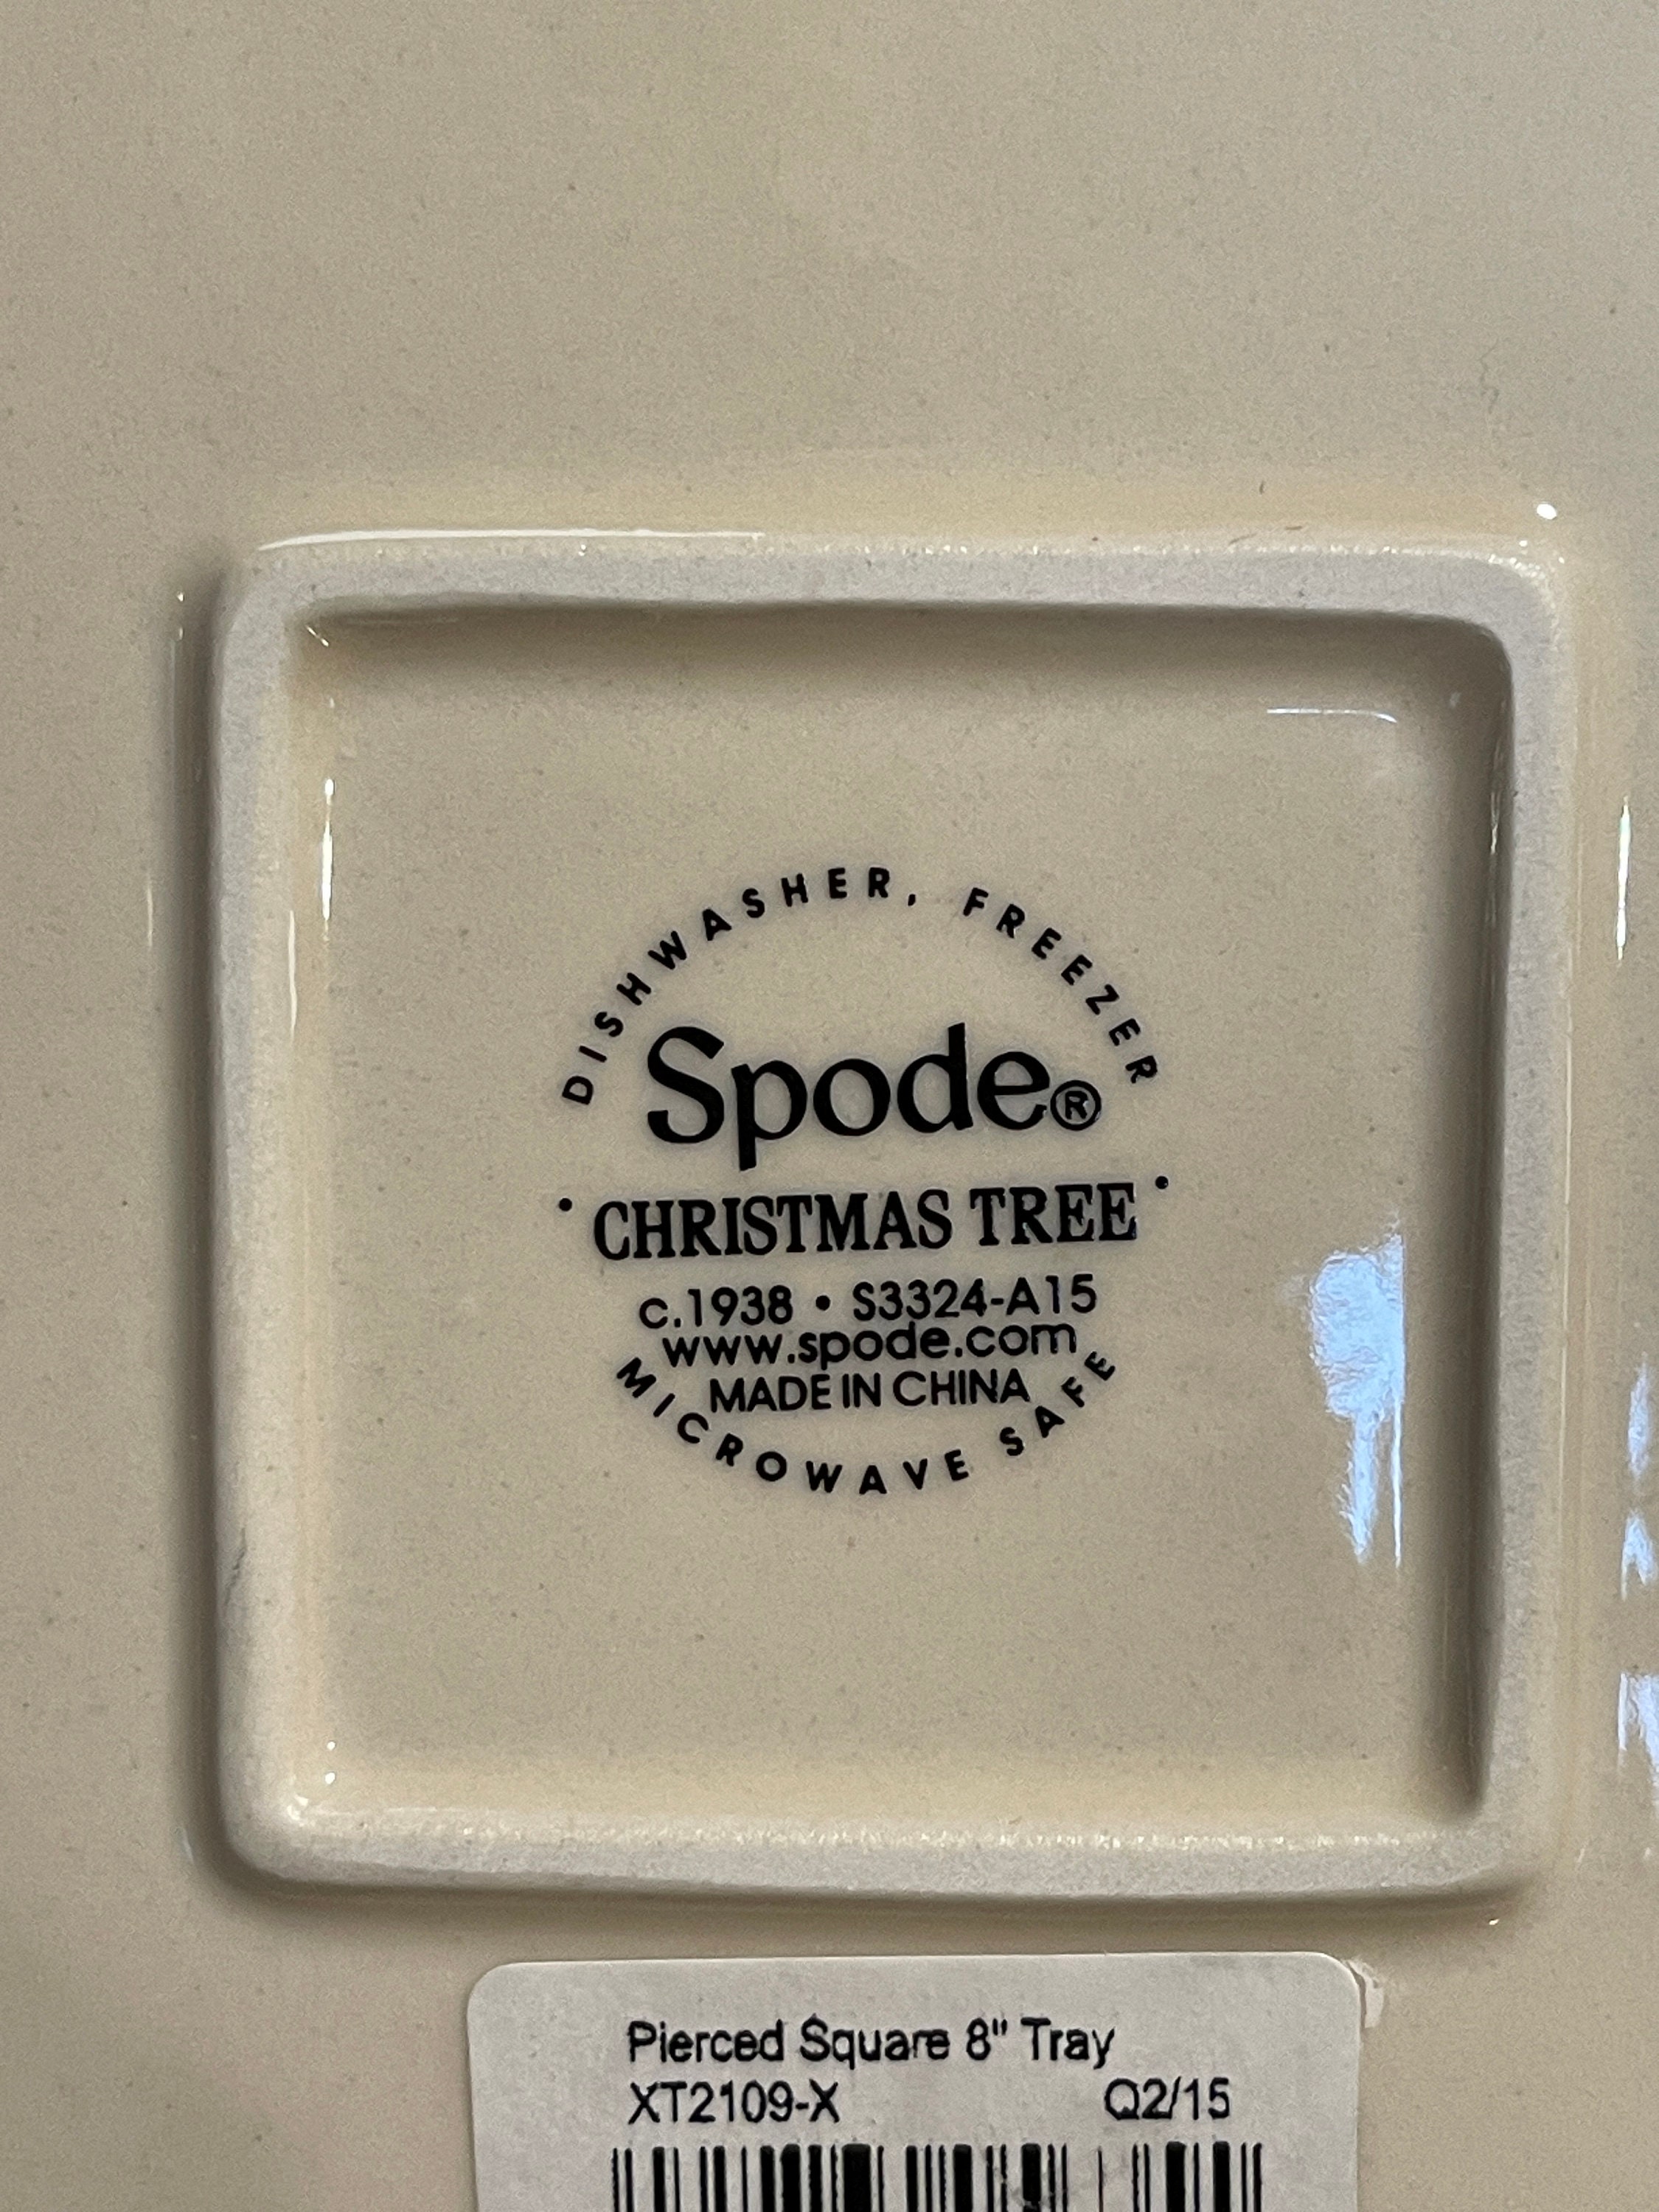 DISHWASHER, FREEZER
Spode®
• CHRISTMAS TREE •
c.1938 • S3324-A15
www.spode.com
MADE IN CHINA
MICROWAVE SAFE
Pierced Square 8" Tray
XT2109-X Q2/15